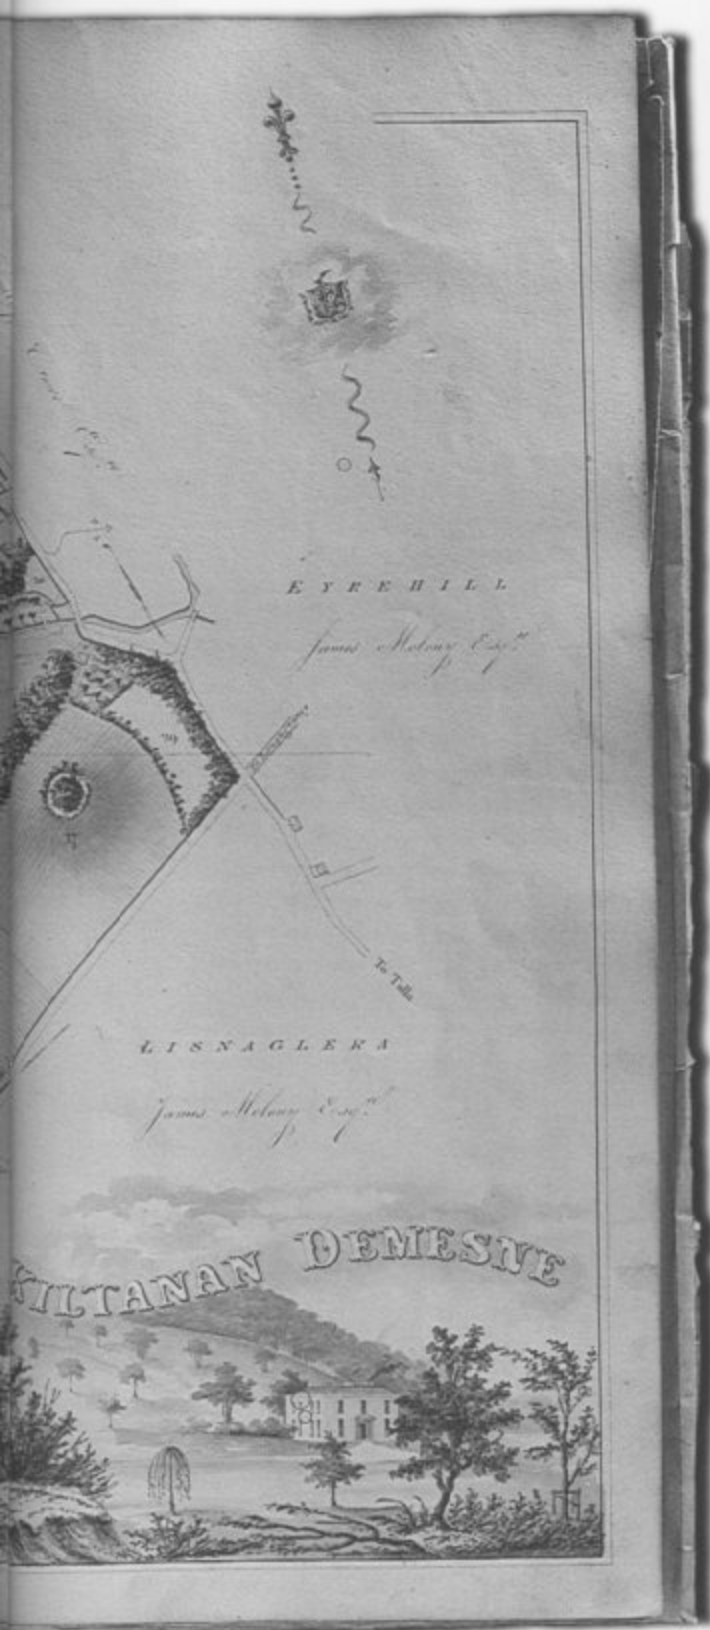 EYREHILL
James Molony Esqre
To Tulla
LISNAGLERA
James Molony Esqre
KILTANAN DEMESNE